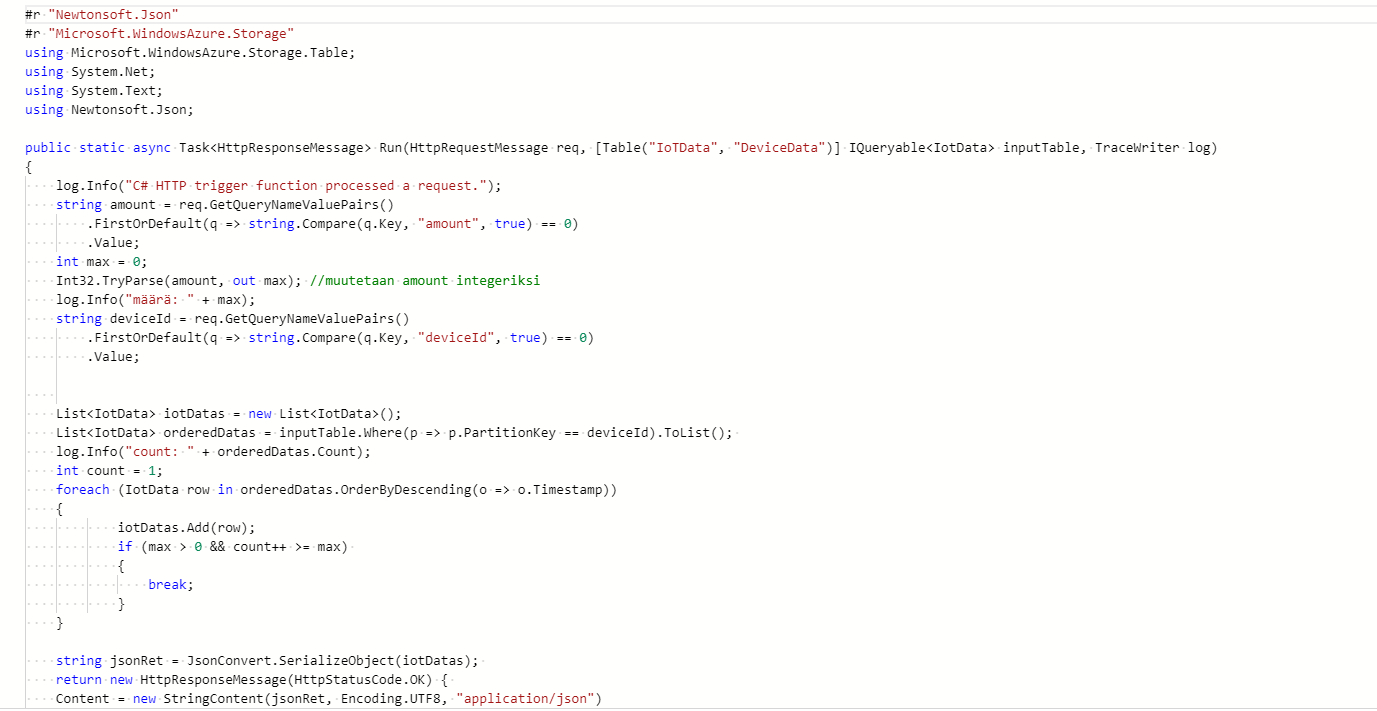 #r "Newtonsoft.Json"
#r "Microsoft.WindowsAzure.Storage"
using Microsoft.WindowsAzure.Storage.Table;
using System.Net;
using System.Text;
using Newtonsoft.Json;

public static async Task<HttpResponseMessage> Run(HttpRequestMessage req, [Table("IoTData", "DeviceData")] IQueryable<IotData> inputTable, TraceWriter log)
{
    log.Info("C# HTTP trigger function processed a request.");
    string amount = req.GetQueryNameValuePairs()
        .FirstOrDefault(q => string.Compare(q.Key, "amount", true) == 0)
        .Value;
    int max = 0;
    Int32.TryParse(amount, out max); //muutetaan amount integeriksi
    log.Info("määrä: " + max);
    string deviceId = req.GetQueryNameValuePairs()
        .FirstOrDefault(q => string.Compare(q.Key, "deviceId", true) == 0)
        .Value;

    List<IotData> iotDatas = new List<IotData>();
    List<IotData> orderedDatas = inputTable.Where(p => p.PartitionKey == deviceId).ToList();
    log.Info("count: " + orderedDatas.Count);
    int count = 1;
    foreach (IotData row in orderedDatas.OrderByDescending(o => o.Timestamp))
    {
            iotDatas.Add(row);
            if (max > 0 && count++ >= max)
            {
                break;
            }
    }

    string jsonRet = JsonConvert.SerializeObject(iotDatas);
    return new HttpResponseMessage(HttpStatusCode.OK) {
    Content = new StringContent(jsonRet, Encoding.UTF8, "application/json")